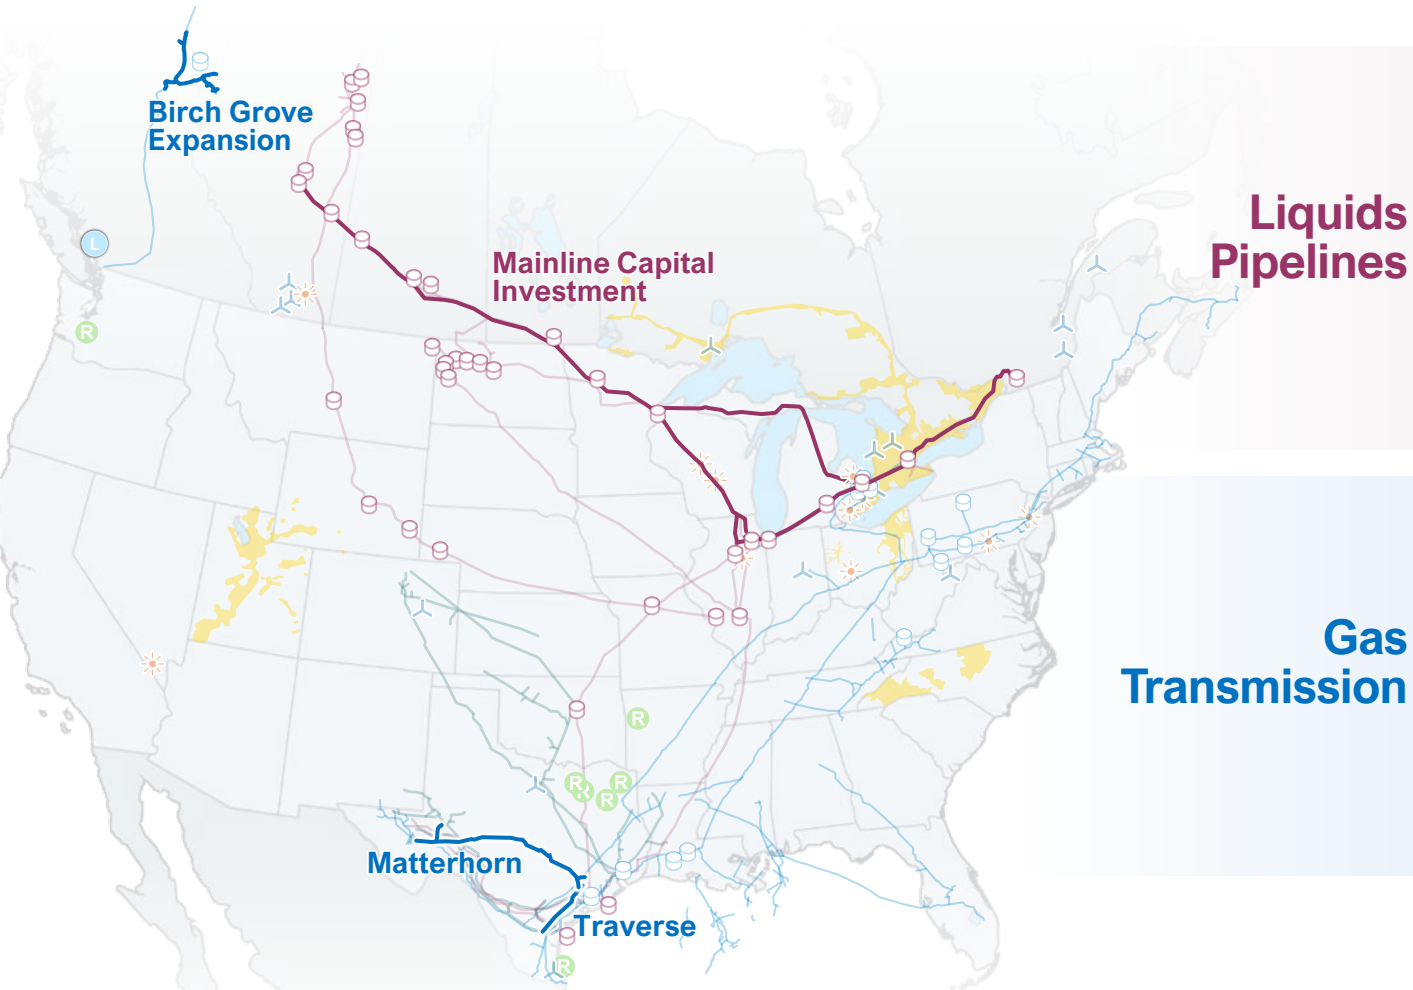 Birch Grove
Expansion
L
Mainline Capital
Investment
Liquids
Pipelines
R
Gas
Transmission
R
R
R
R
R
Matterhorn
Traverse
R